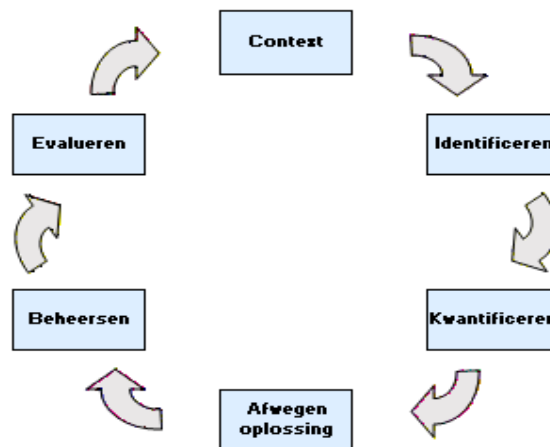 Context
Identificeren
Kwantificeren
Afwegen
oplossing
Beheersen
Evalueren